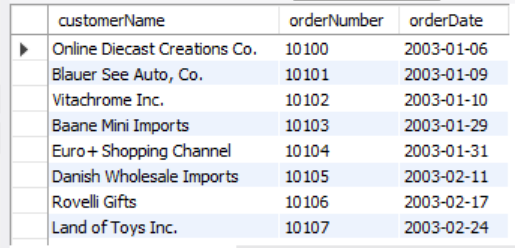 customerName orderNumber orderDate
Online Diecast Creations Co. 10100 2003-01-06
Blauer See Auto, Co. 10101 2003-01-09
Vitachrome Inc. 10102 2003-01-10
Baane Mini Imports 10103 2003-01-29
Euro+ Shopping Channel 10104 2003-01-31
Danish Wholesale Imports 10105 2003-02-11
Rovelli Gifts 10106 2003-02-17
Land of Toys Inc. 10107 2003-02-24